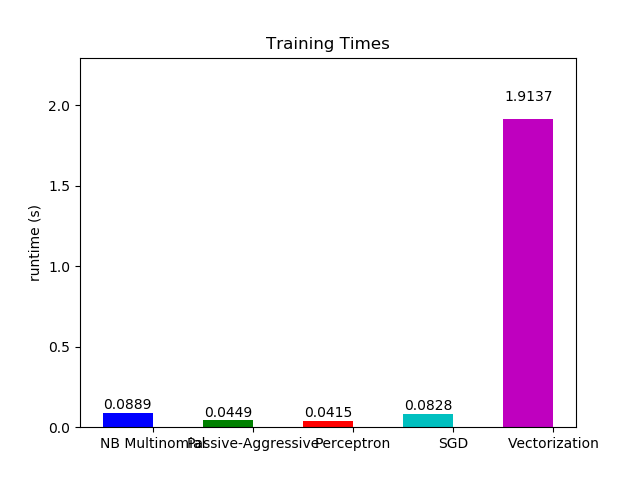 Training Times
runtime (s)
2.0
1.5
1.0
0.5
0.0
0.0889
0.0449
0.0415
0.0828
1.9137
NB Multinomial
Passive-Aggressive
Perceptron
SGD
Vectorization